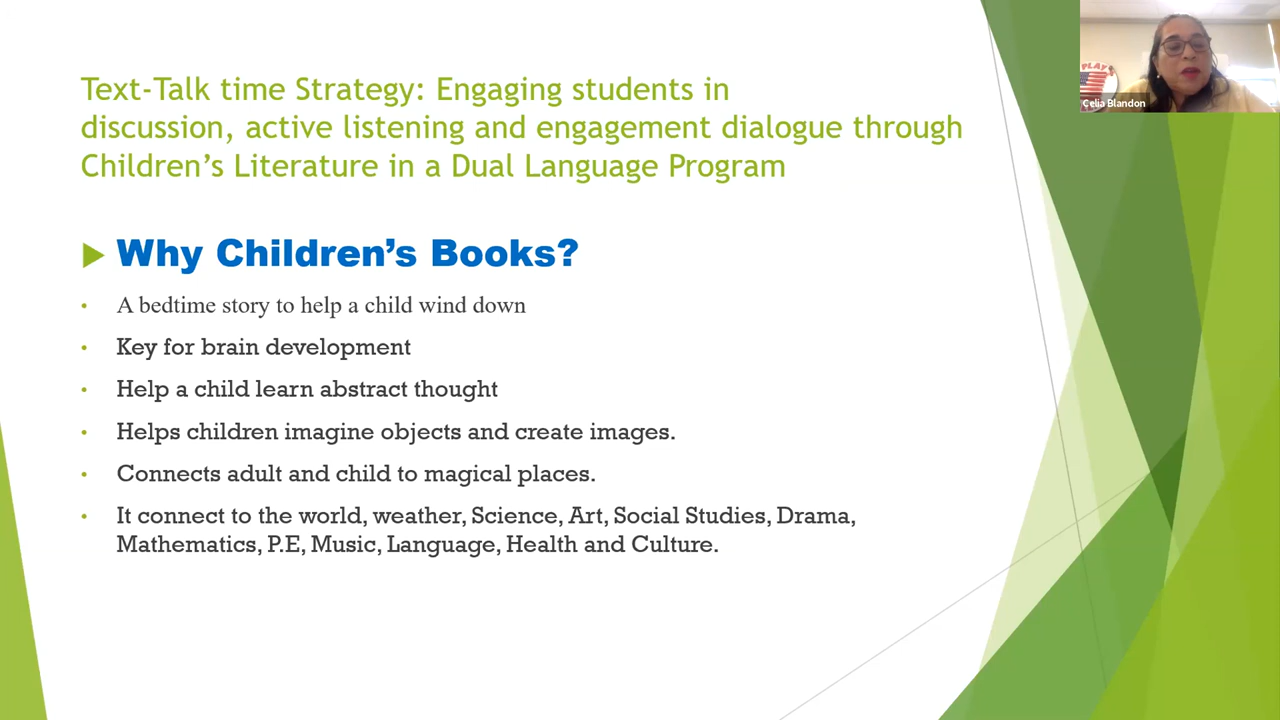 Text-Talk time Strategy: Engaging students in
discussion, active listening and engagement dialogue through
Children's Literature in a Dual Language Program
Why Children's Books?
A bedtime story to help a child wind down
Key for brain development
Help a child learn abstract thought
Helps children imagine objects and create images.
Connects adult and child to magical places.
It connect to the world, weather, Science, Art, Social Studies, Drama,
Mathematics, P.E, Music, Language, Health and Culture.
PLAY
Celia Blandon